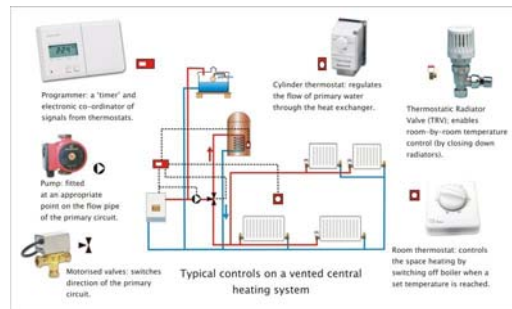 Programmer: a 'timer' and
electronic co-ordinator of
signals from thermostats.
Cylinder thermostat: regulates
the flow of primary water
through the heat exchanger.
Thermostatic Radiator
Valve (TRV); enables
room-by-room temperature
control (by closing down
radiators).
Pump: fitted
at an appropriate
point on the flow pipe
of the primary circuit.
Room thermostat: controls
the space heating by
switching off boiler when a
set temperature is reached.
Motorised valves: switches
direction of the primary
circuit.
Typical controls on a vented central
heating system